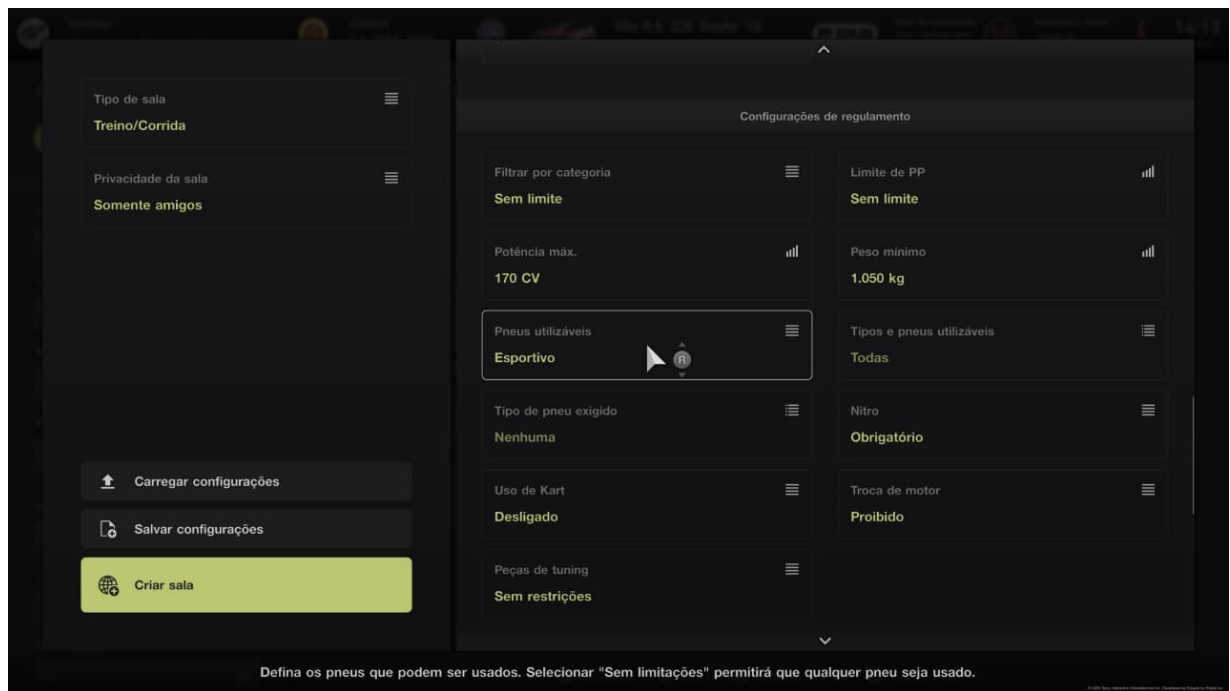 Tipo de sala
Treino/Corrida
Privacidade da sala
Somente amigos
Carregar configurações
Salvar configurações
Criar sala
Configurações de regulamento
Filtrar por categoria
Sem limite
Limite de PP
Sem limite
Potência máx.
170 CV
Peso mínimo
1.050 kg
Pneus utilizáveis
Esportivo
R
Tipos e pneus utilizáveis
Todas
Tipo de pneu exigido
Nenhuma
Nitro
Obrigatório
Uso de Kart
Desligado
Troca de motor
Proibido
Peças de tuning
Sem restrições
Defina os pneus que podem ser usados. Selecionar "Sem limitações" permitirá que qualquer pneu seja usado.